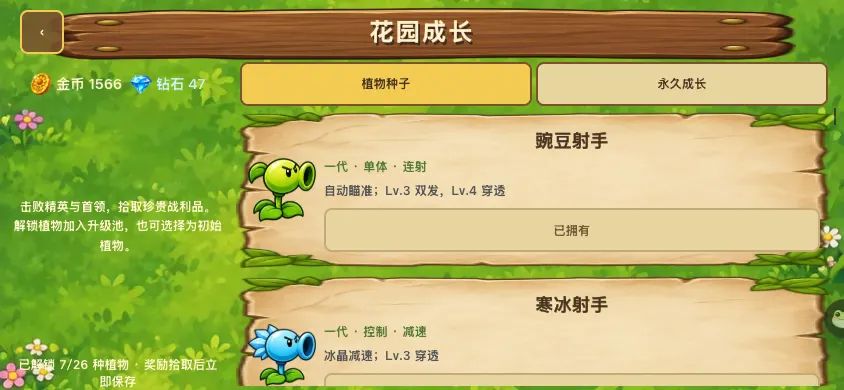 ‹
花园成长
金币 1566 钻石 47
植物种子
永久成长
豌豆射手
一代 · 单体 · 连射
自动瞄准；Lv.3 双发，Lv.4 穿透
已拥有
击败精英与首领，拾取珍贵战利品。
解锁植物加入升级池，也可选择为初始
植物。
寒冰射手
一代 · 控制 · 减速
冰晶减速；Lv.3 穿透
已解锁 7/26 种植物 · 奖励拾取后立
即保存